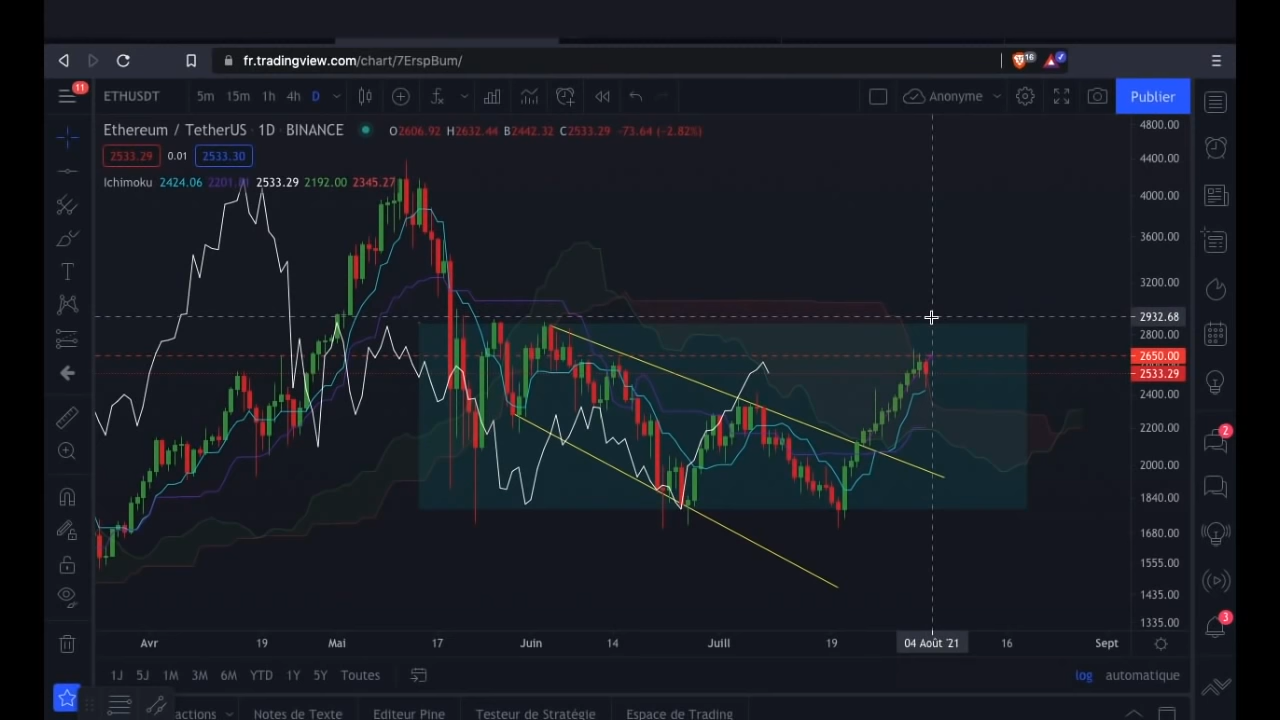 fr.tradingview.com/chart/7ErspBum/
16
11
ETHUSDT 5m 15m 1h 4h D Anonyme Publier
Ethereum / TetherUS · 1D · BINANCE O2606.92 H2632.44 B2442.32 C2533.29 -73.64 (-2.82%)
2533.29 0.01 2533.30
Ichimoku 2424.06 2533.29 2192.00 2345.27
4800.00
4400.00
4000.00
3600.00
3200.00
2932.68
2800.00
2650.00
2533.29
2400.00
2200.00
2000.00
1840.00
1680.00
1555.00
1435.00
1335.00
2
3
Avr 19 Mai 17 Juin 14 Juill 19 04 Août '21 16 Sept
1J 5J 1M 3M 6M YTD 1Y 5Y Toutes log automatique
actions Notes de Texte Editeur Pine Testeur de Stratégie Espace de Trading